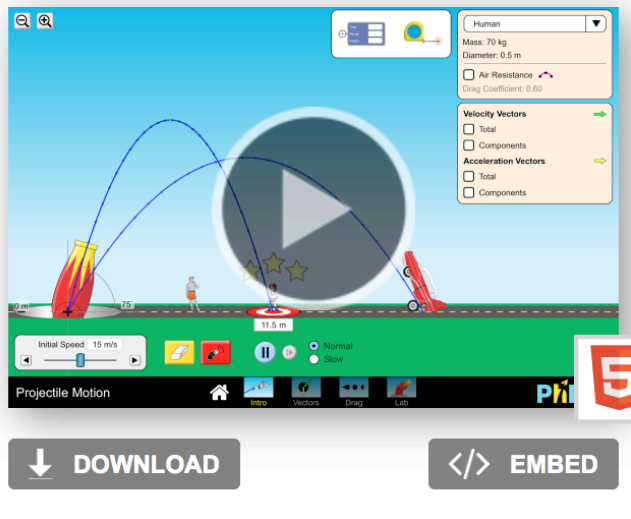 Human
Mass: 70 kg
Diameter: 0.5 m
Air Resistance
Drag Coefficient: 0.60
Velocity Vectors
Total
Components
Acceleration Vectors
Total
Components
0 m
75°
11.5 m
Initial Speed 15 m/s
Normal
Slow
Projectile Motion
Intro
Vectors
Drag
Lab
DOWNLOAD
</> EMBED